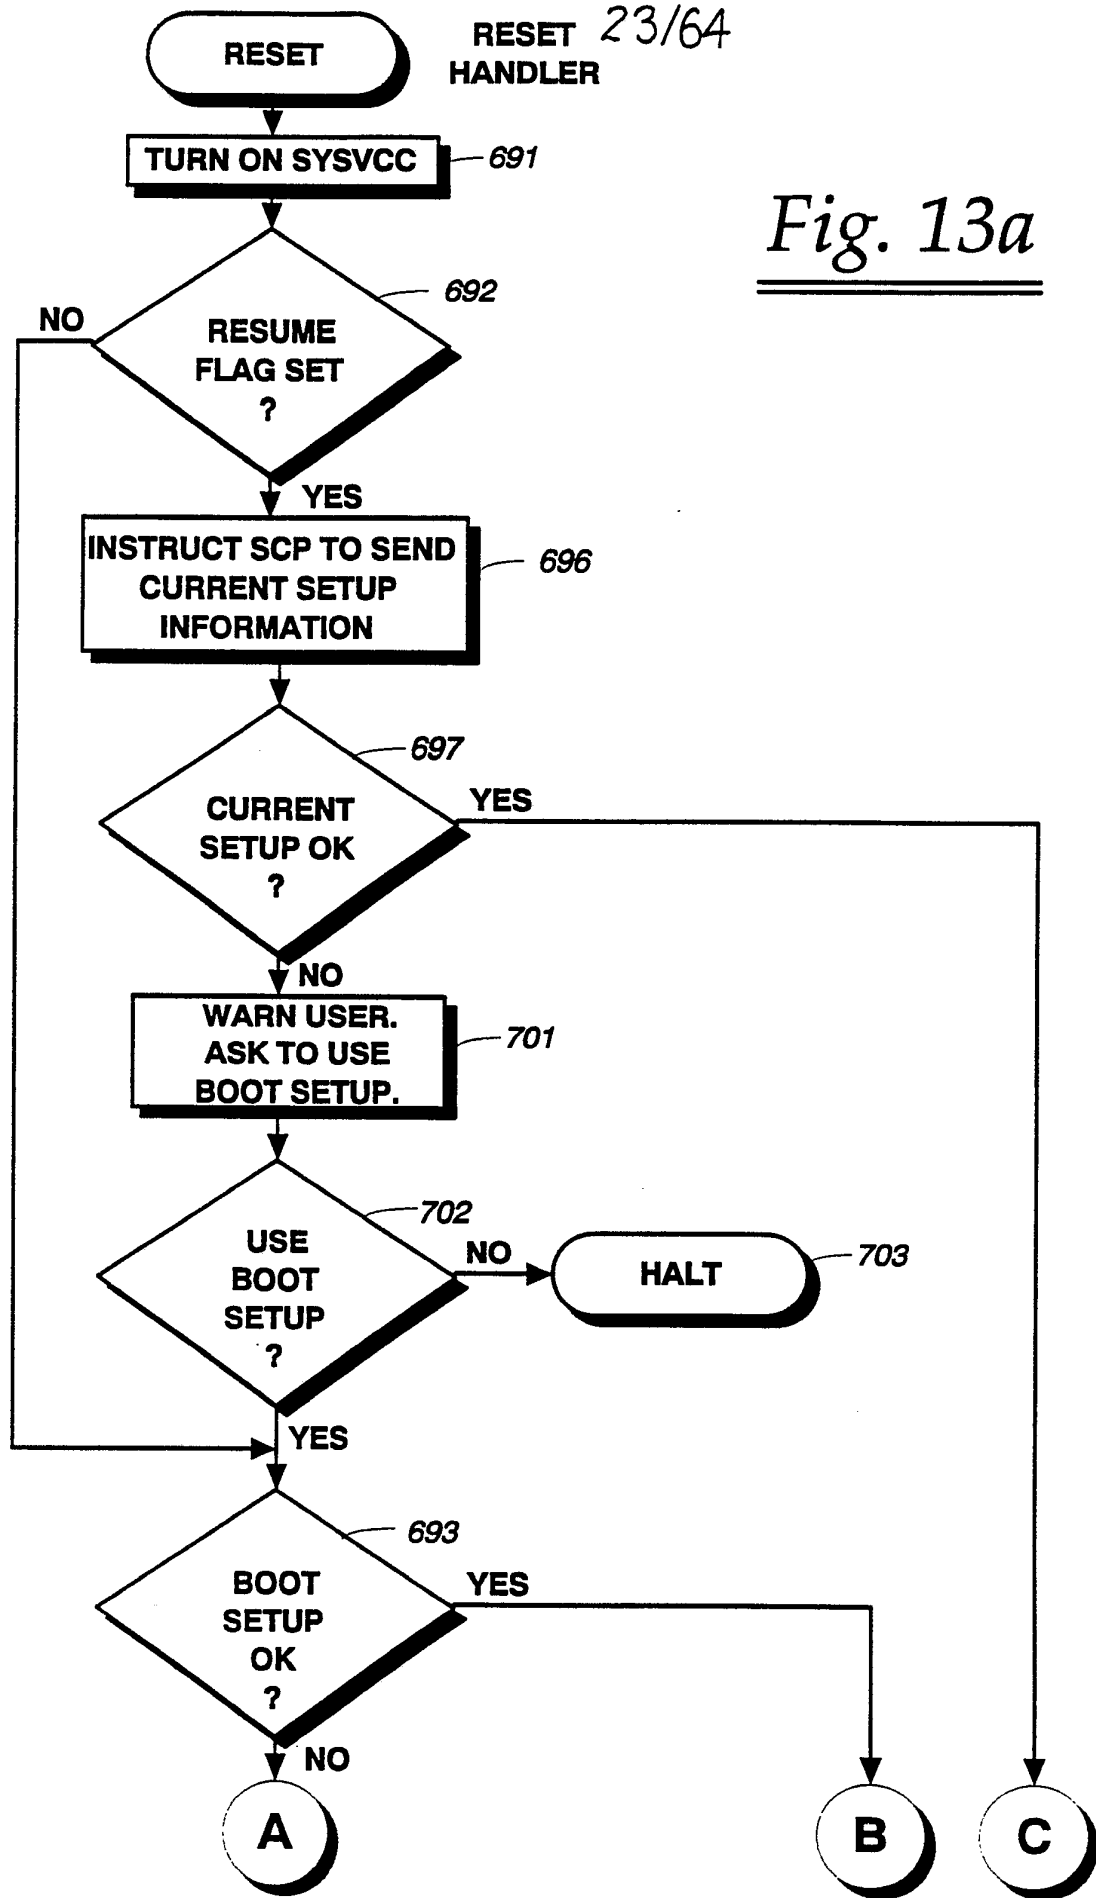 RESET
RESET 23/64
HANDLER
TURN ON SYSVCC
691
Fig. 13a
692
NO
RESUME
FLAG SET
?
YES
INSTRUCT SCP TO SEND
CURRENT SETUP
INFORMATION
696
697
YES
CURRENT
SETUP OK
?
NO
WARN USER.
ASK TO USE
BOOT SETUP.
701
702
USE
BOOT
SETUP
?
NO
HALT
703
YES
693
BOOT
SETUP
OK
?
YES
NO
A
B
C